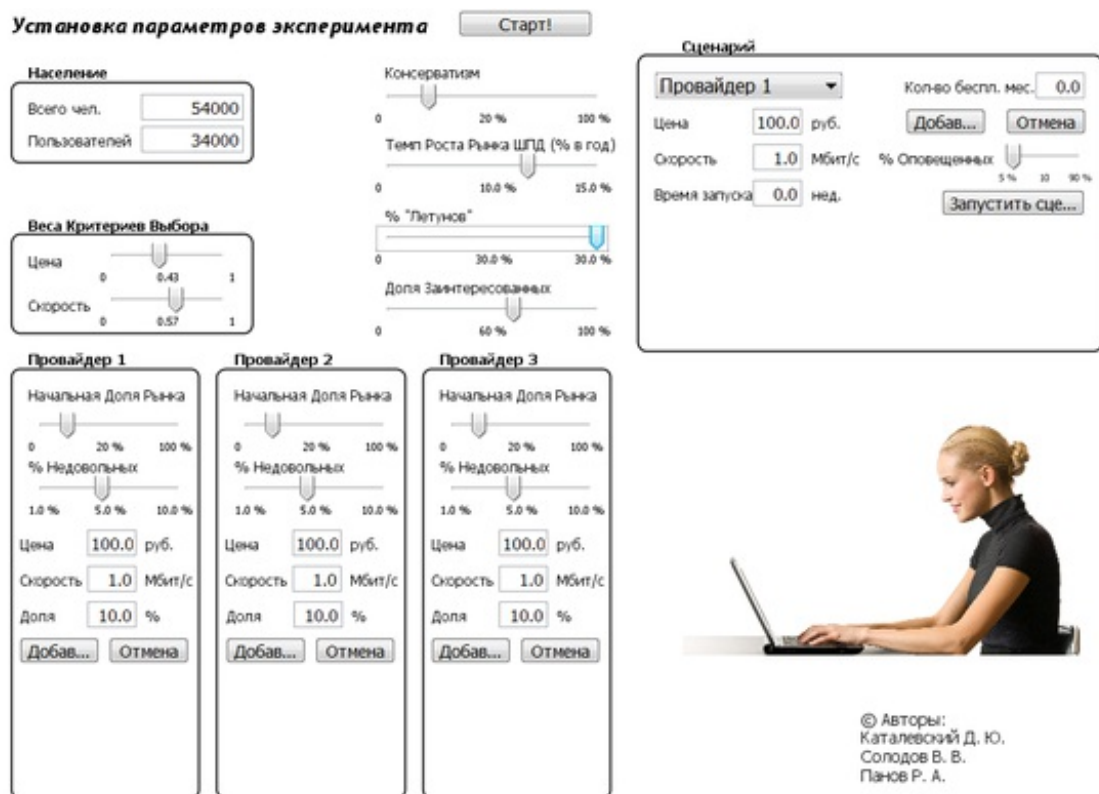 Установка параметров эксперимента
Старт!
Население
Всего чел. 54000
Пользователей 34000
Веса Критериев Выбора
Цена
0 0.43 1
Скорость
0 0.57 1
Консерватизм
0 20 % 100 %
Темп Роста Рынка ШПД (% в год)
0 10.0 % 15.0 %
% "Летунов"
0 30.0 % 30.0 %
Доля Заинтересованных
0 60 % 100 %
Сценарий
Провайдер 1
Цена 100.0 руб.
Скорость 1.0 Мбит/с
Время запуска 0.0 нед.
Кол-во беспл. мес. 0.0
Добав... Отмена
% Оповещенных
5 % 10 90 %
Запустить сце...
Провайдер 1
Начальная Доля Рынка
0 20 % 100 %
% Недовольных
1.0 % 5.0 % 10.0 %
Цена 100.0 руб.
Скорость 1.0 Мбит/с
Доля 10.0 %
Добав... Отмена
Провайдер 2
Начальная Доля Рынка
0 20 % 100 %
% Недовольных
1.0 % 5.0 % 10.0 %
Цена 100.0 руб.
Скорость 1.0 Мбит/с
Доля 10.0 %
Добав... Отмена
Провайдер 3
Начальная Доля Рынка
0 20 % 100 %
% Недовольных
1.0 % 5.0 % 10.0 %
Цена 100.0 руб.
Скорость 1.0 Мбит/с
Доля 10.0 %
Добав... Отмена
© Авторы:
Каталевский Д. Ю.
Солодов В. В.
Панов Р. А.